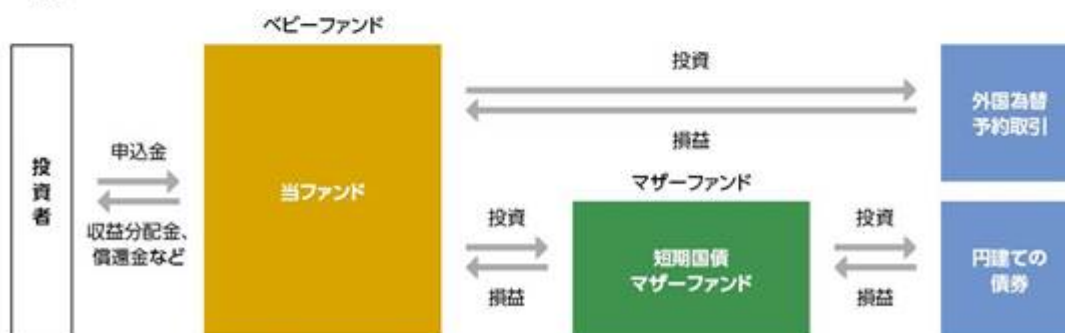 ベビーファンド
投資者
申込金
収益分配金、
償還金など
当ファンド
投資
損益
外国為替
予約取引
マザーファンド
投資
損益
短期国債
マザーファンド
投資
損益
円建ての
債券